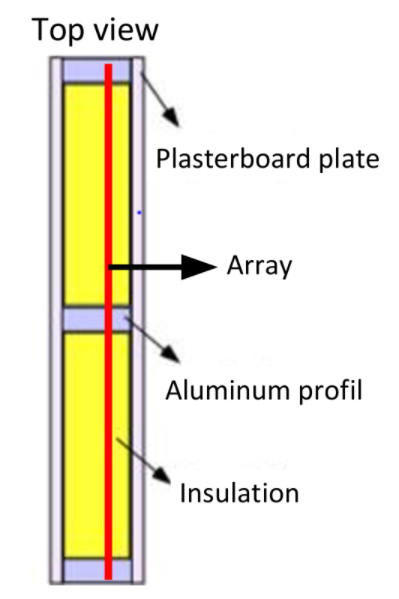 Top view
Plasterboard plate
Array
Aluminum profil
Insulation